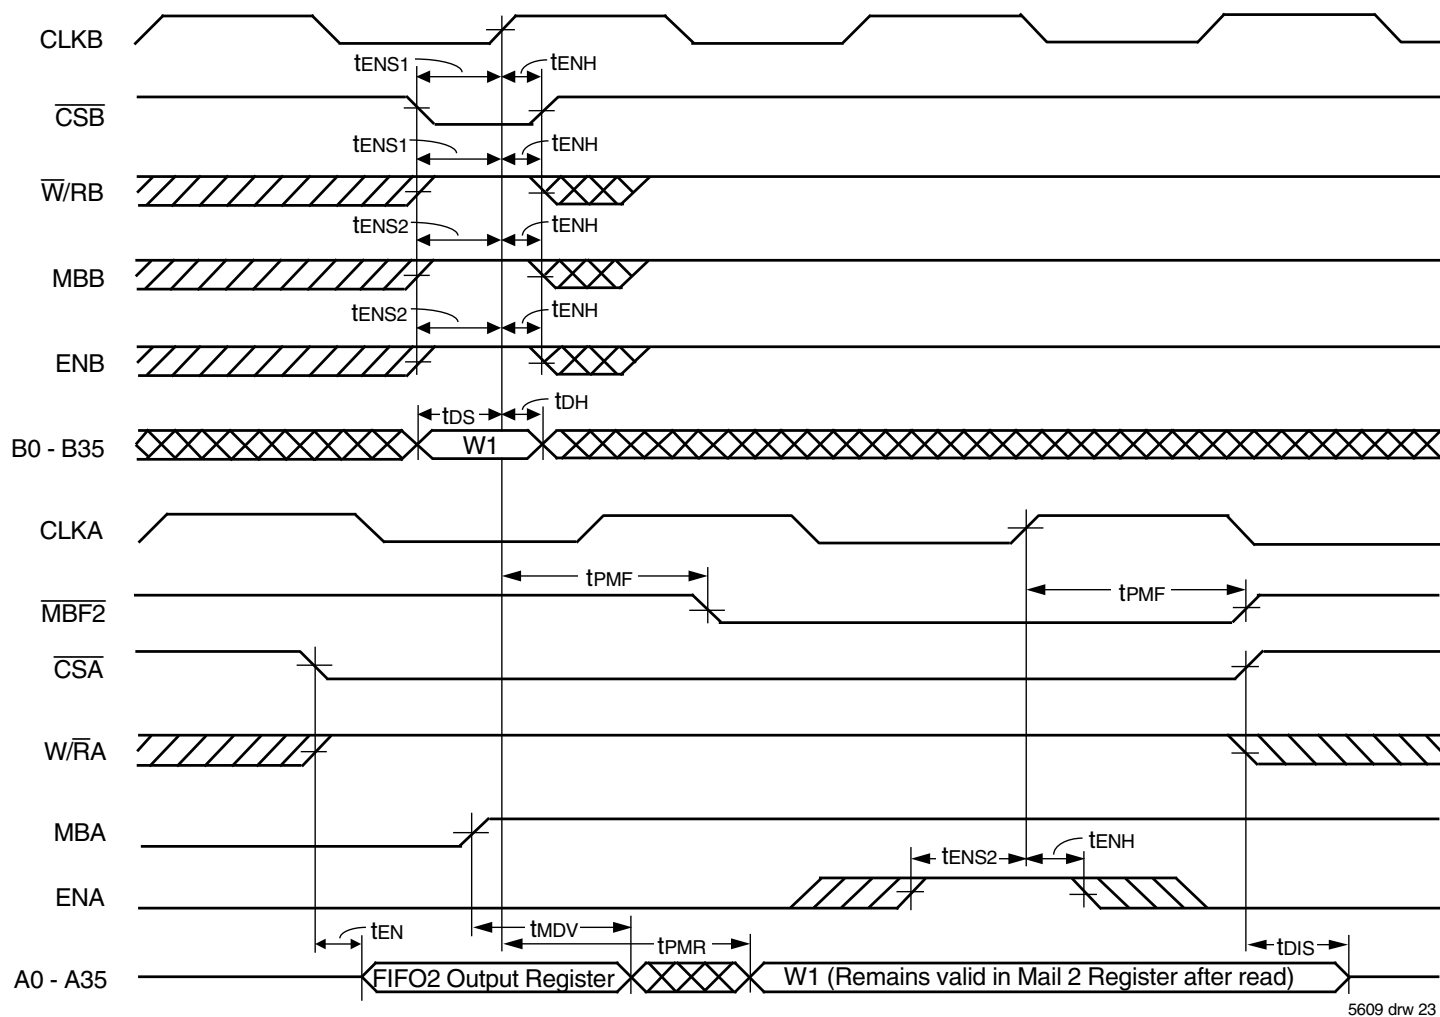 CLKB
tENS1 tENH
CSB
tENS1 tENH
W/RB
tENS2 tENH
MBB
tENS2 tENH
ENB
tDS tDH
B0 - B35 W1
CLKA
tPMF tPMF
MBF2
CSA
W/RA
MBA
tENS2 tENH
ENA
tEN tMDV tPMR tDIS
A0 - A35 FIFO2 Output Register W1 (Remains valid in Mail 2 Register after read)
5609 drw 23